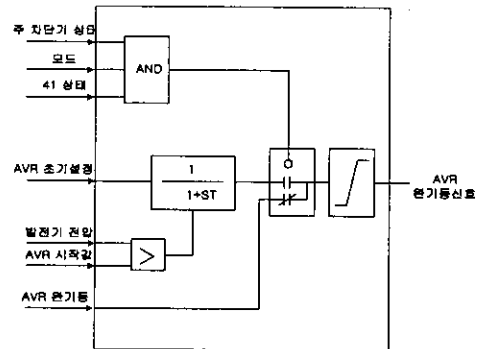 주 차단기 상태
모드
AND
41 상태
AVR 초기설정
1
1+ST
AVR
완기동신호
발전기 전압
AVR 시작값
>
AVR 완기동